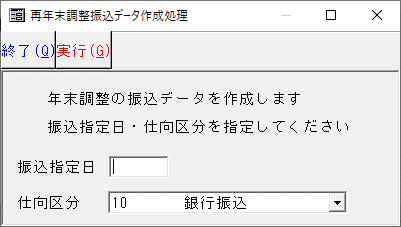 再年末調整振込データ作成処理
終了(Q) 実行(G)
年末調整の振込データを作成します
振込指定日・仕向区分を指定してください
振込指定日
仕向区分 10 銀行振込